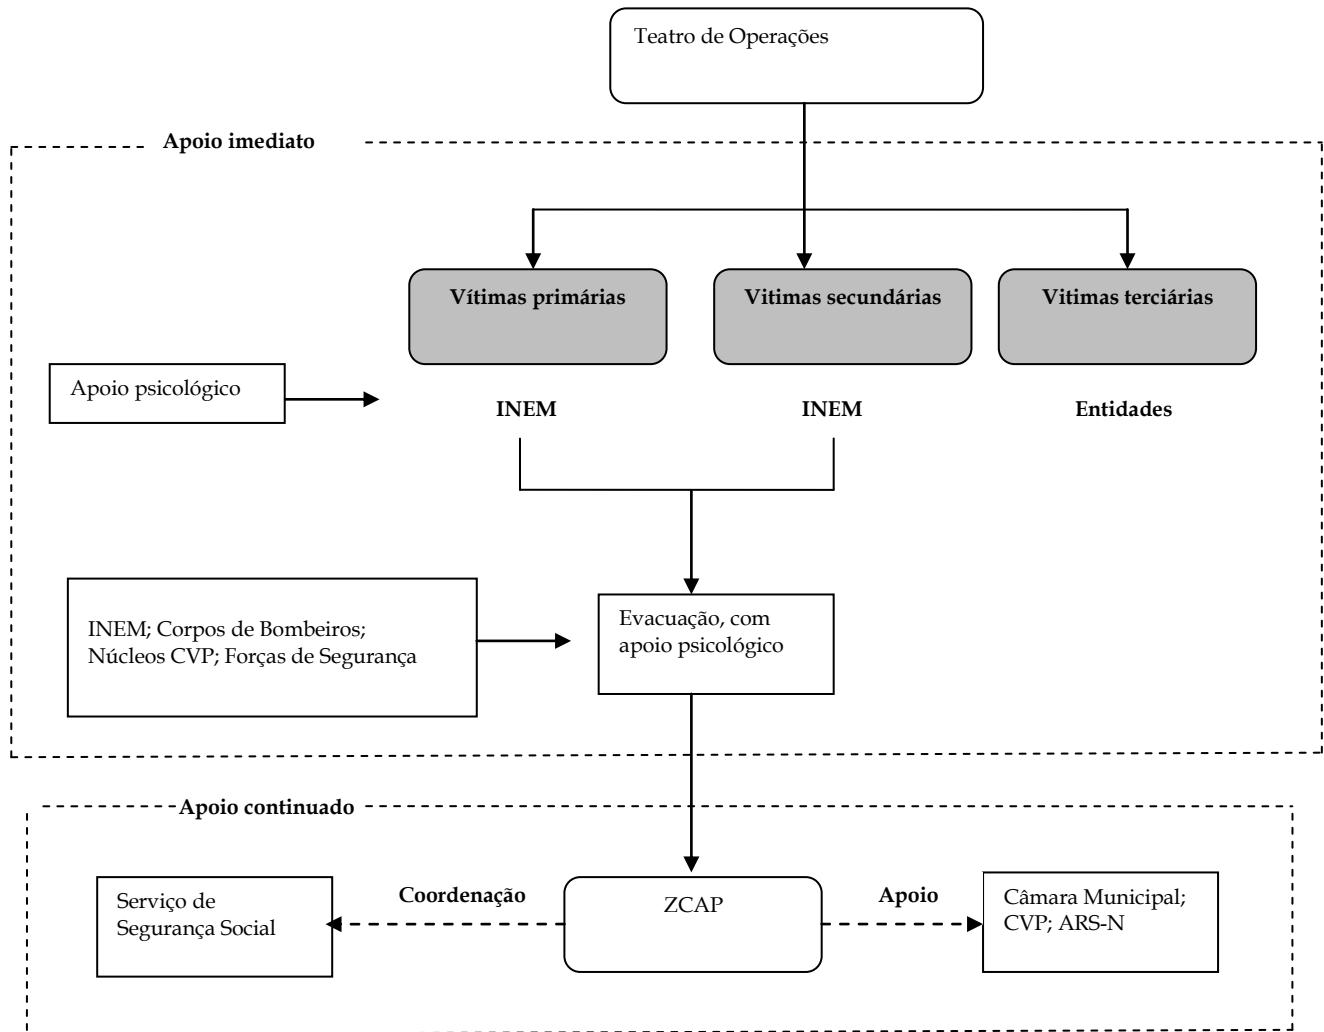 Teatro de Operações
Apoio imediato
Vítimas primárias
Vitimas secundárias
Vitimas terciárias
Apoio psicológico
INEM
INEM
Entidades
INEM; Corpos de Bombeiros;
Núcleos CVP; Forças de Segurança
Evacuação, com
apoio psicológico
Apoio continuado
Serviço de
Segurança Social
Coordenação
ZCAP
Apoio
Câmara Municipal;
CVP; ARS-N